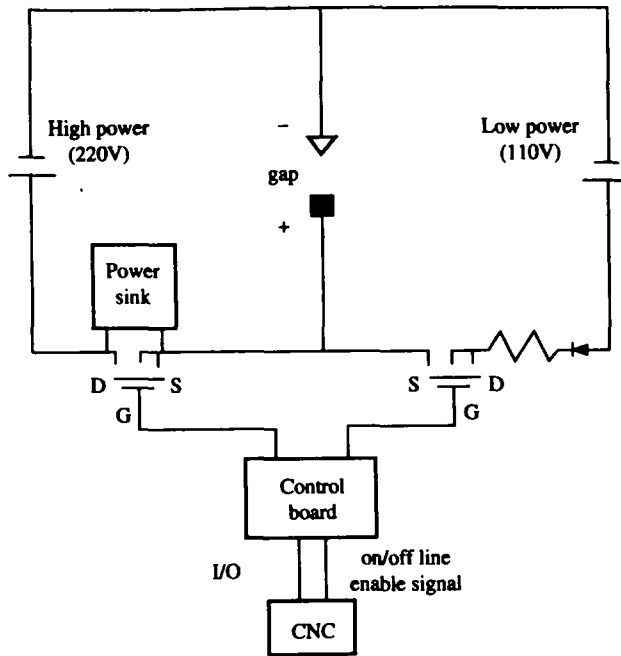 High power
(220V)
−
gap
+
Low power
(110V)
Power
sink
D
S
G
S
D
G
Control
board
I/O
on/off line
enable signal
CNC